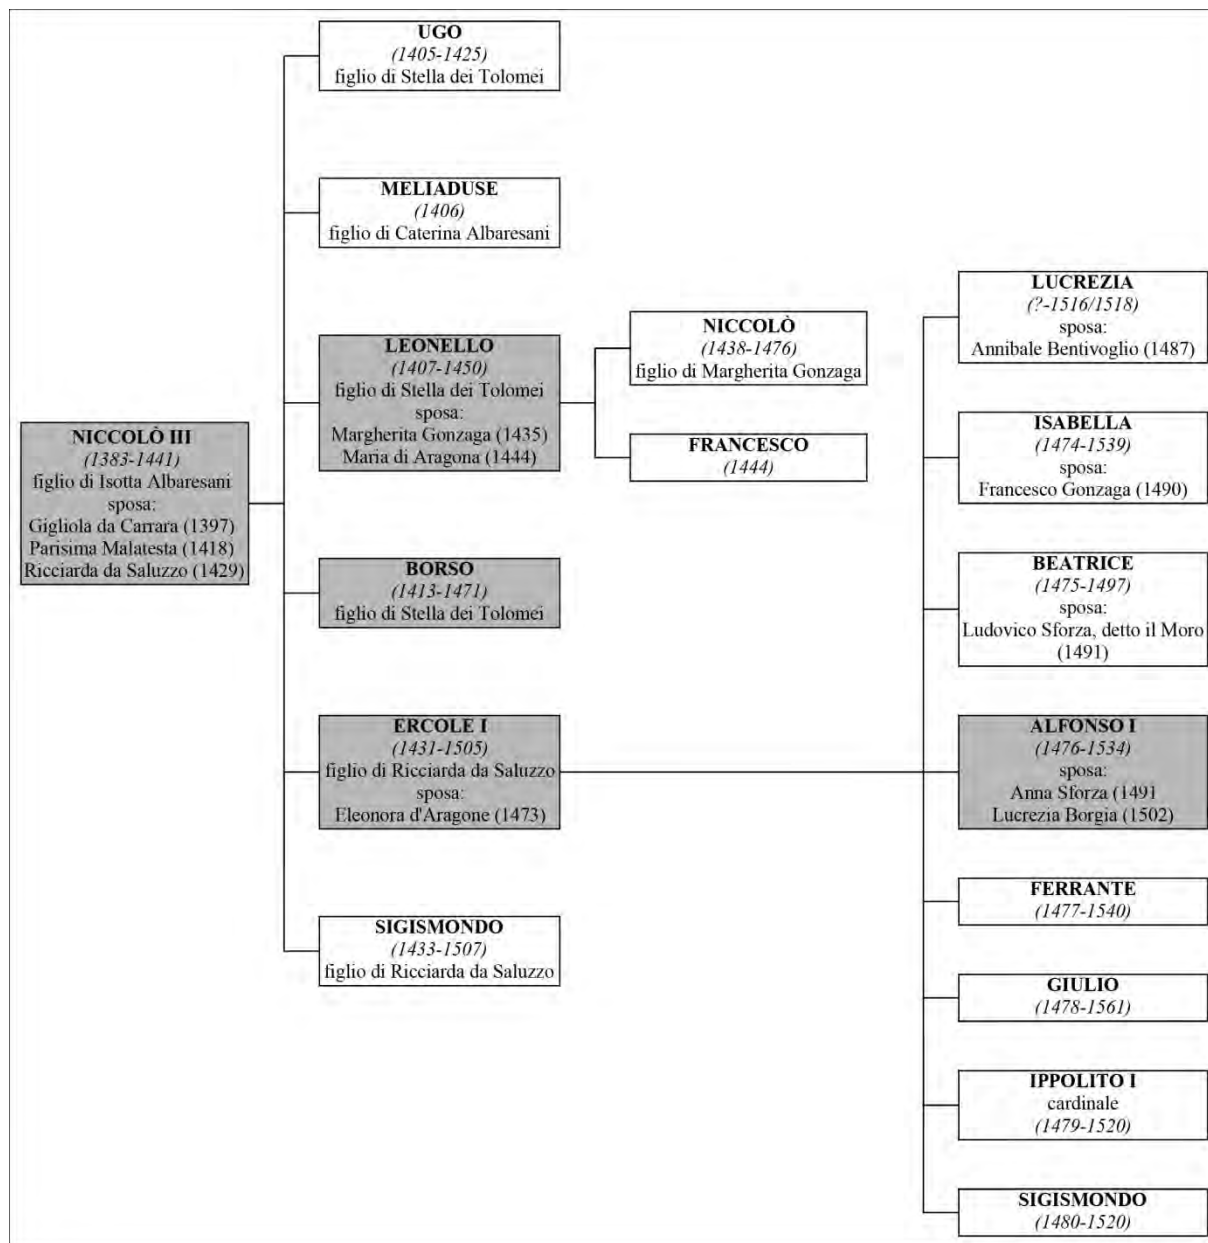 UGO
(1405-1425)
figlio di Stella dei Tolomei
MELIADUSE
(1406)
figlio di Caterina Albaresani
LEONELLO
(1407-1450)
figlio di Stella dei Tolomei
sposa:
Margherita Gonzaga (1435)
Maria di Aragona (1444)
NICCOLÒ III
(1383-1441)
figlio di Isotta Albaresani
sposa:
Gigliola da Carrara (1397)
Parisima Malatesta (1418)
Ricciarda da Saluzzo (1429)
BORSO
(1413-1471)
figlio di Stella dei Tolomei
ERCOLE I
(1431-1505)
figlio di Ricciarda da Saluzzo
sposa:
Eleonora d'Aragone (1473)
SIGISMONDO
(1433-1507)
figlio di Ricciarda da Saluzzo
NICCOLÒ
(1438-1476)
figlio di Margherita Gonzaga
FRANCESCO
(1444)
LUCREZIA
(?-1516/1518)
sposa:
Annibale Bentivoglio (1487)
ISABELLA
(1474-1539)
sposa:
Francesco Gonzaga (1490)
BEATRICE
(1475-1497)
sposa:
Ludovico Sforza, detto il Moro
(1491)
ALFONSO I
(1476-1534)
sposa:
Anna Sforza (1491
Lucrezia Borgia (1502)
FERRANTE
(1477-1540)
GIULIO
(1478-1561)
IPPOLITO I
cardinale
(1479-1520)
SIGISMONDO
(1480-1520)